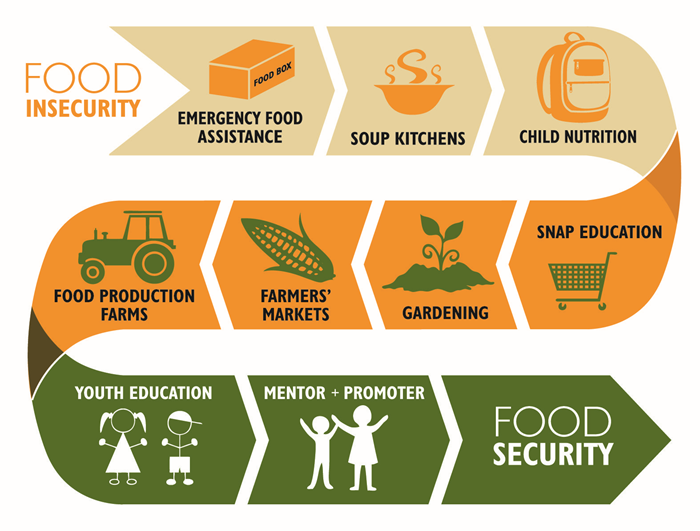 FOOD
INSECURITY
FOOD BOX
EMERGENCY FOOD
ASSISTANCE
SOUP KITCHENS
CHILD NUTRITION
SNAP EDUCATION
GARDENING
FARMERS'
MARKETS
FOOD PRODUCTION
FARMS
YOUTH EDUCATION
MENTOR + PROMOTER
FOOD
SECURITY